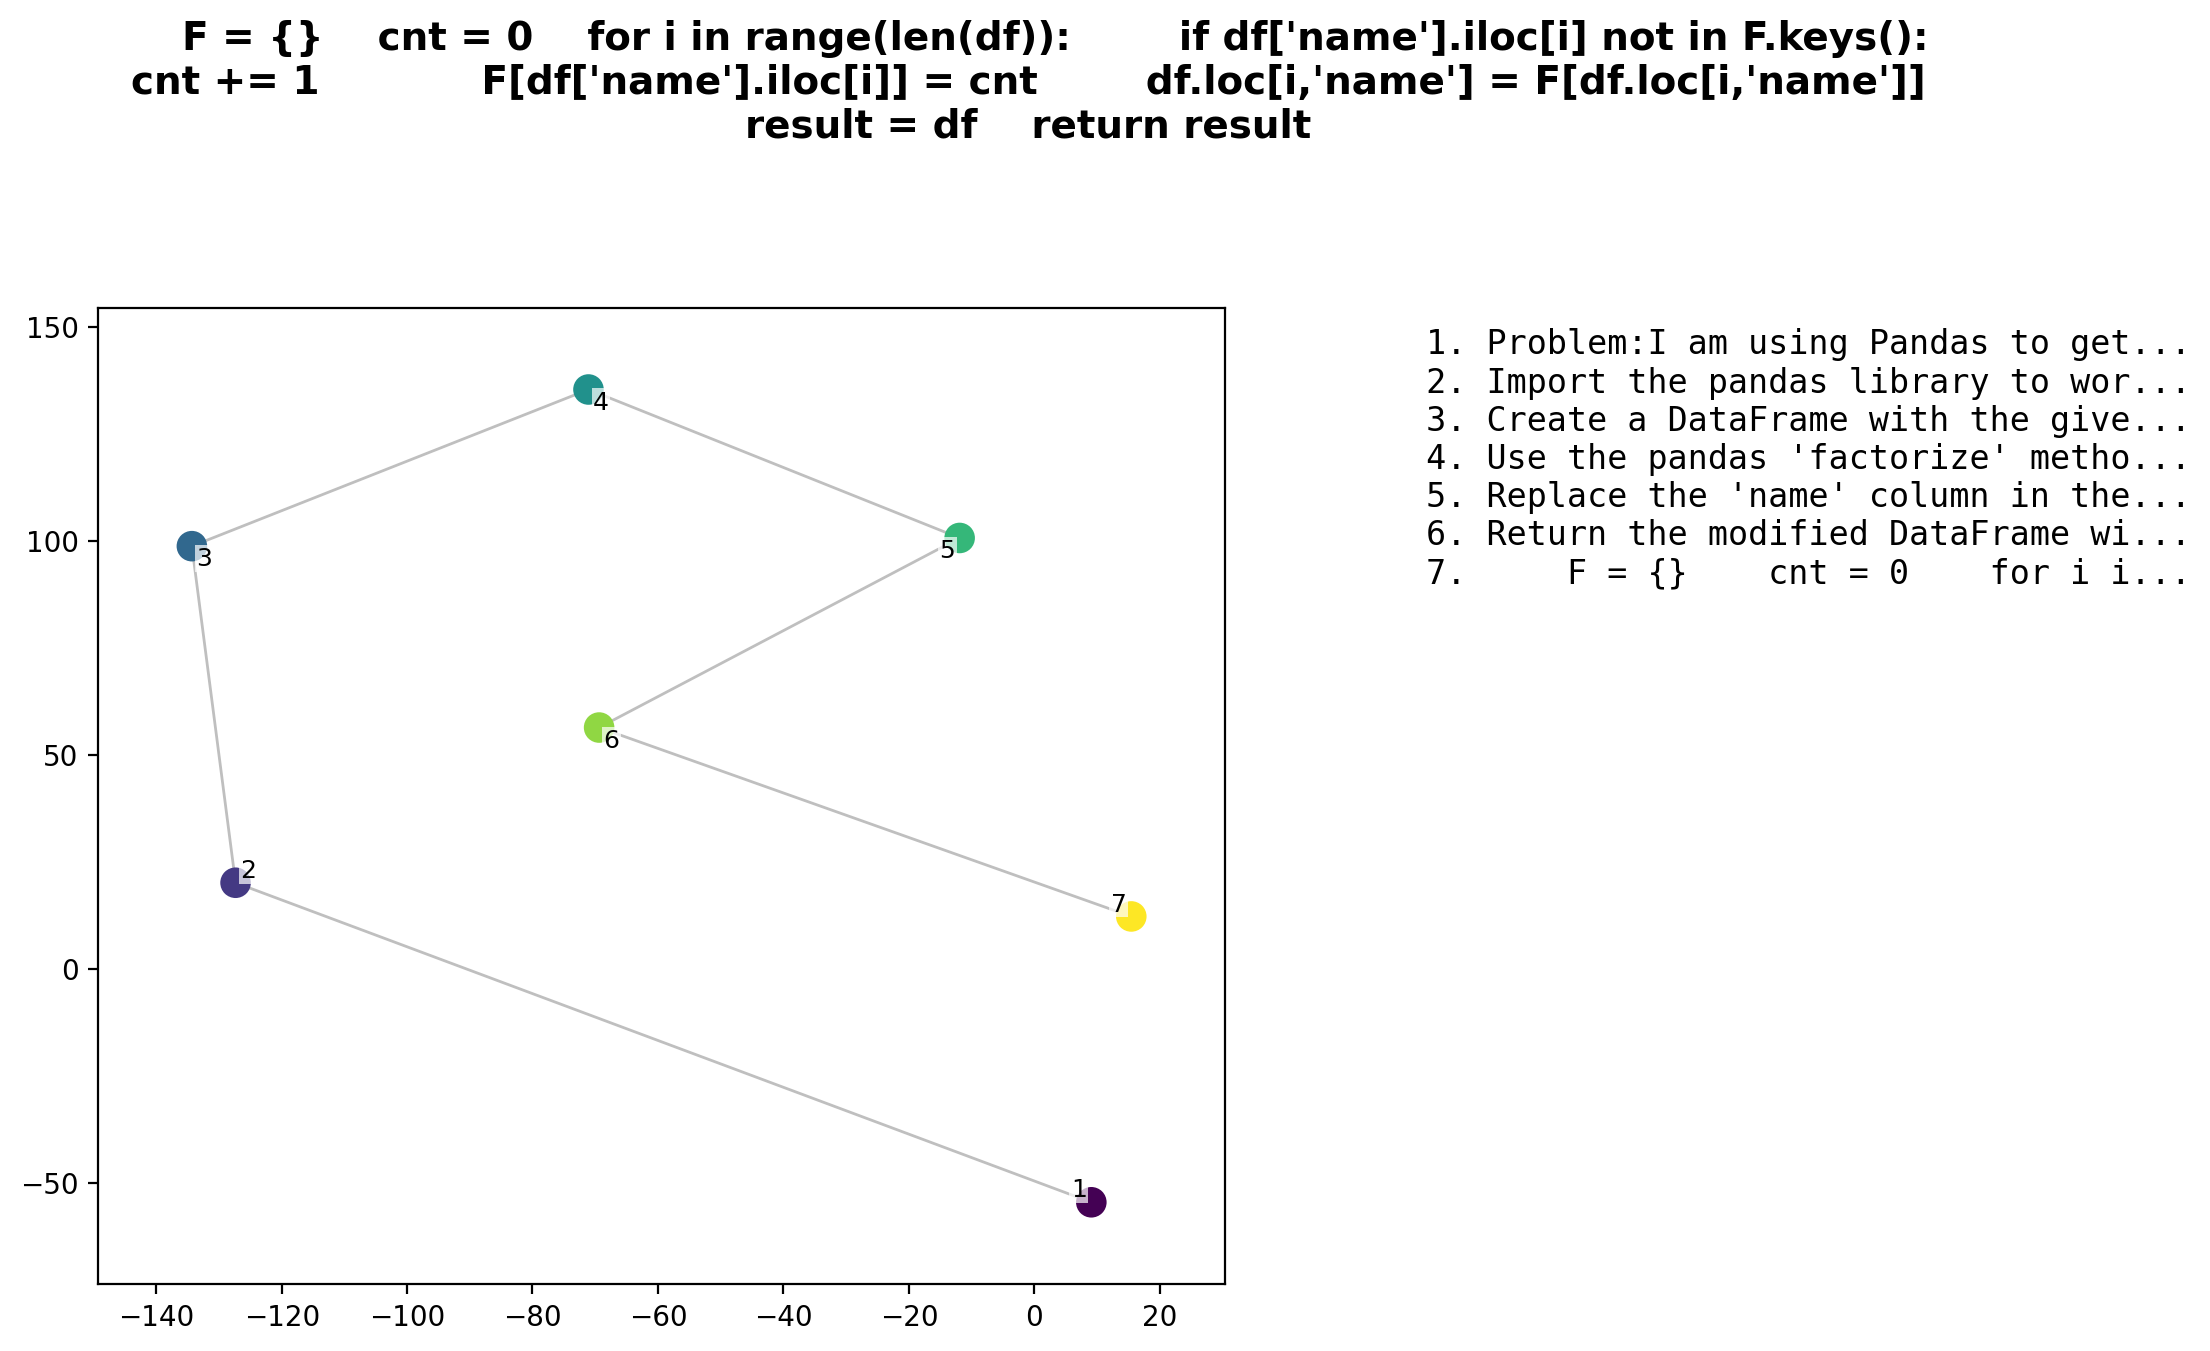 F = {}    cnt = 0    for i in range(len(df)):        if df['name'].iloc[i] not in F.keys():
cnt += 1            F[df['name'].iloc[i]] = cnt        df.loc[i,'name'] = F[df.loc[i,'name']]
result = df    return result
150
100
50
0
−50
−140
−120
−100
−80
−60
−40
−20
0
20
4
3
5
6
2
7
1
1. Problem:I am using Pandas to get...
2. Import the pandas library to wor...
3. Create a DataFrame with the give...
4. Use the pandas 'factorize' metho...
5. Replace the 'name' column in the...
6. Return the modified DataFrame wi...
7.     F = {}    cnt = 0    for i i...